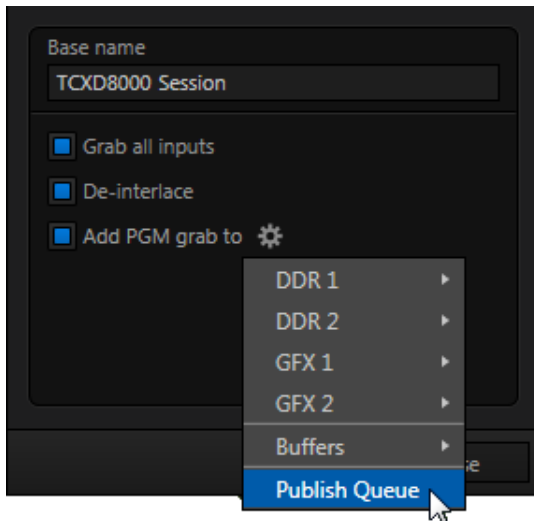 Base name
TCXD8000 Session
Grab all inputs
De-interlace
Add PGM grab to
DDR 1
DDR 2
GFX 1
GFX 2
Buffers
Publish Queue